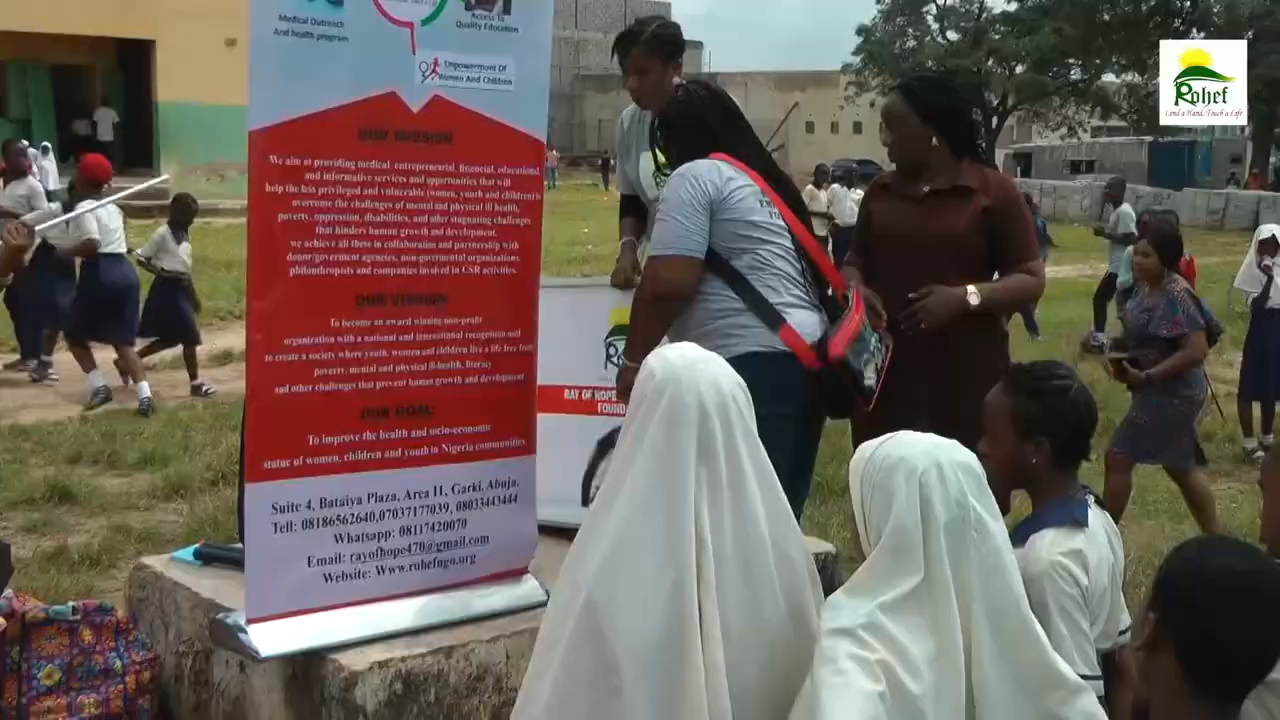 Medical Outreach
And health program
Access To
Quality Education
Empowerment Of
Women And Children
OUR MISSION
We aim at providing medical, entrepreneurial, financial, educational
and informative services and opportunities that will
help the less privileged and vulnerable (women, youth and children) to
overcome the challenges of mental and physical ill health,
poverty, oppression, disabilities, and other stagnating challenges
that hinders human growth and development.
we achieve all these in collaboration and partnership with
donor/goverment agencies, non-govermental organizations,
philanthropists and companies involved in CSR activities.
OUR VISSION
To become an award winning non-profit
organization with a national and international recognition and
to create a society where youth, women and children live a life free from
poverty, mental and physical ill-health, literacy
and other challenges that prevent human growth and development
OUR GOAL:
To improve the health and socio-economic
statue of women, children and youth in Nigeria communities.
Suite 4, Bataiya Plaza, Area 11, Garki, Abuja.
Tell: 08186562640,07037177039, 08033443444
Whatsapp: 08117420070
Email: rayofhope470@gmail.com
Website: Www.rohefngo.org
RAY OF HOPE
FOUND
Rohef
Lend a Hand, Touch a Life